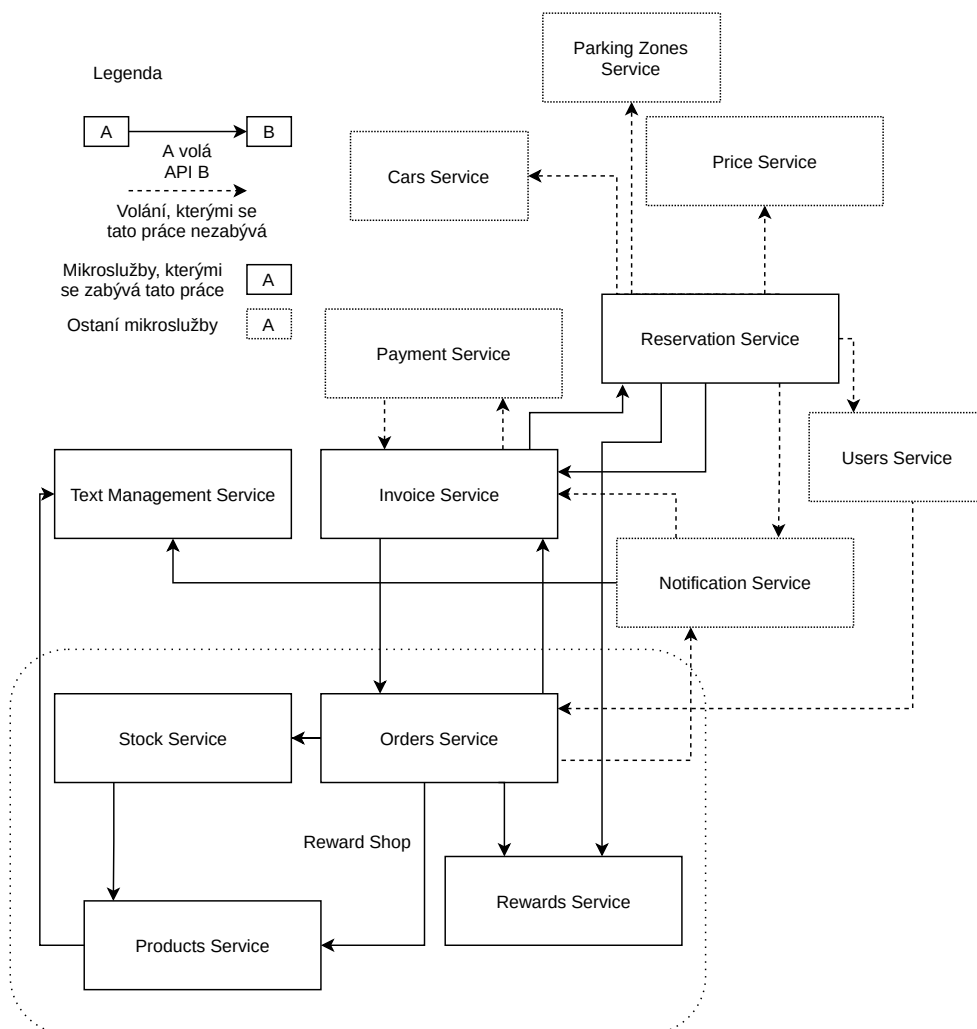 Legenda
A
B
A volá
API B
Volání, kterými se
tato práce nezabývá
Mikroslužby, kterými
se zabývá tato práce
A
Ostaní mikroslužby
A
Parking Zones
Service
Cars Service
Price Service
Reservation Service
Payment Service
Users Service
Text Management Service
Invoice Service
Notification Service
Stock Service
Orders Service
Reward Shop
Rewards Service
Products Service